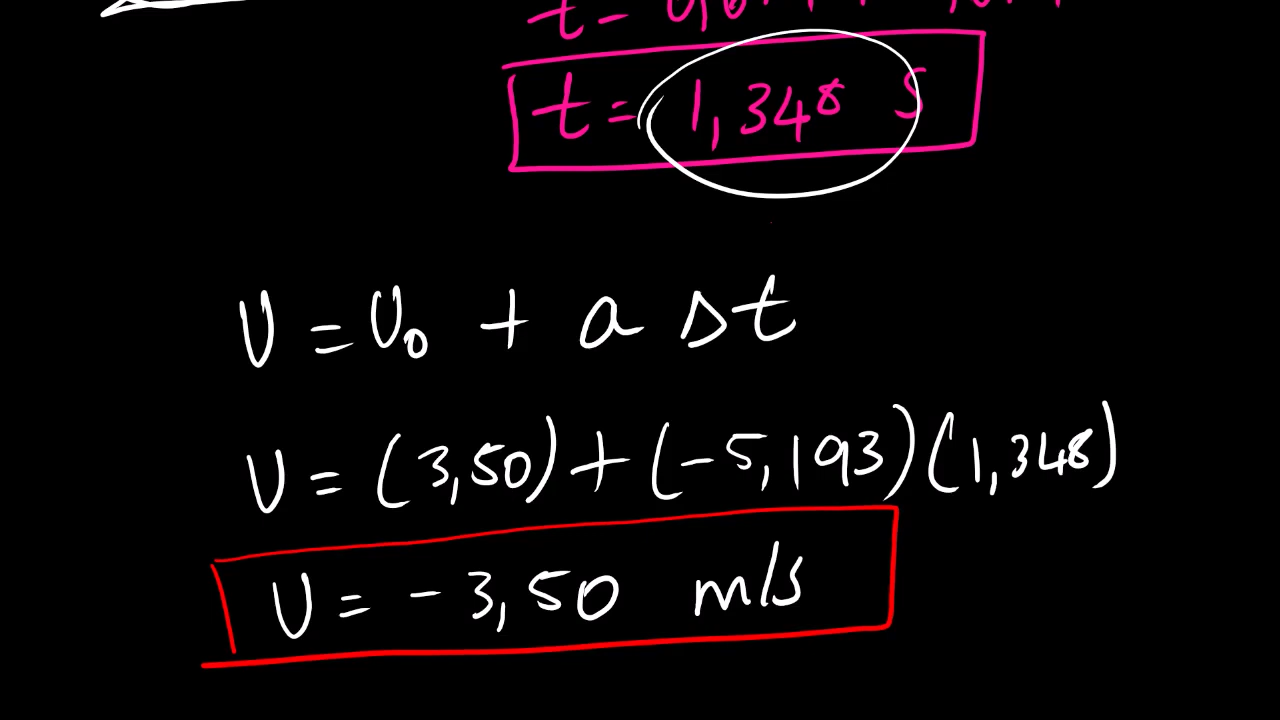 t = 1,348 s
v = v₀ + a Δt
v = (3,50) + (-5,193)(1,348)
v = -3,50 m/s